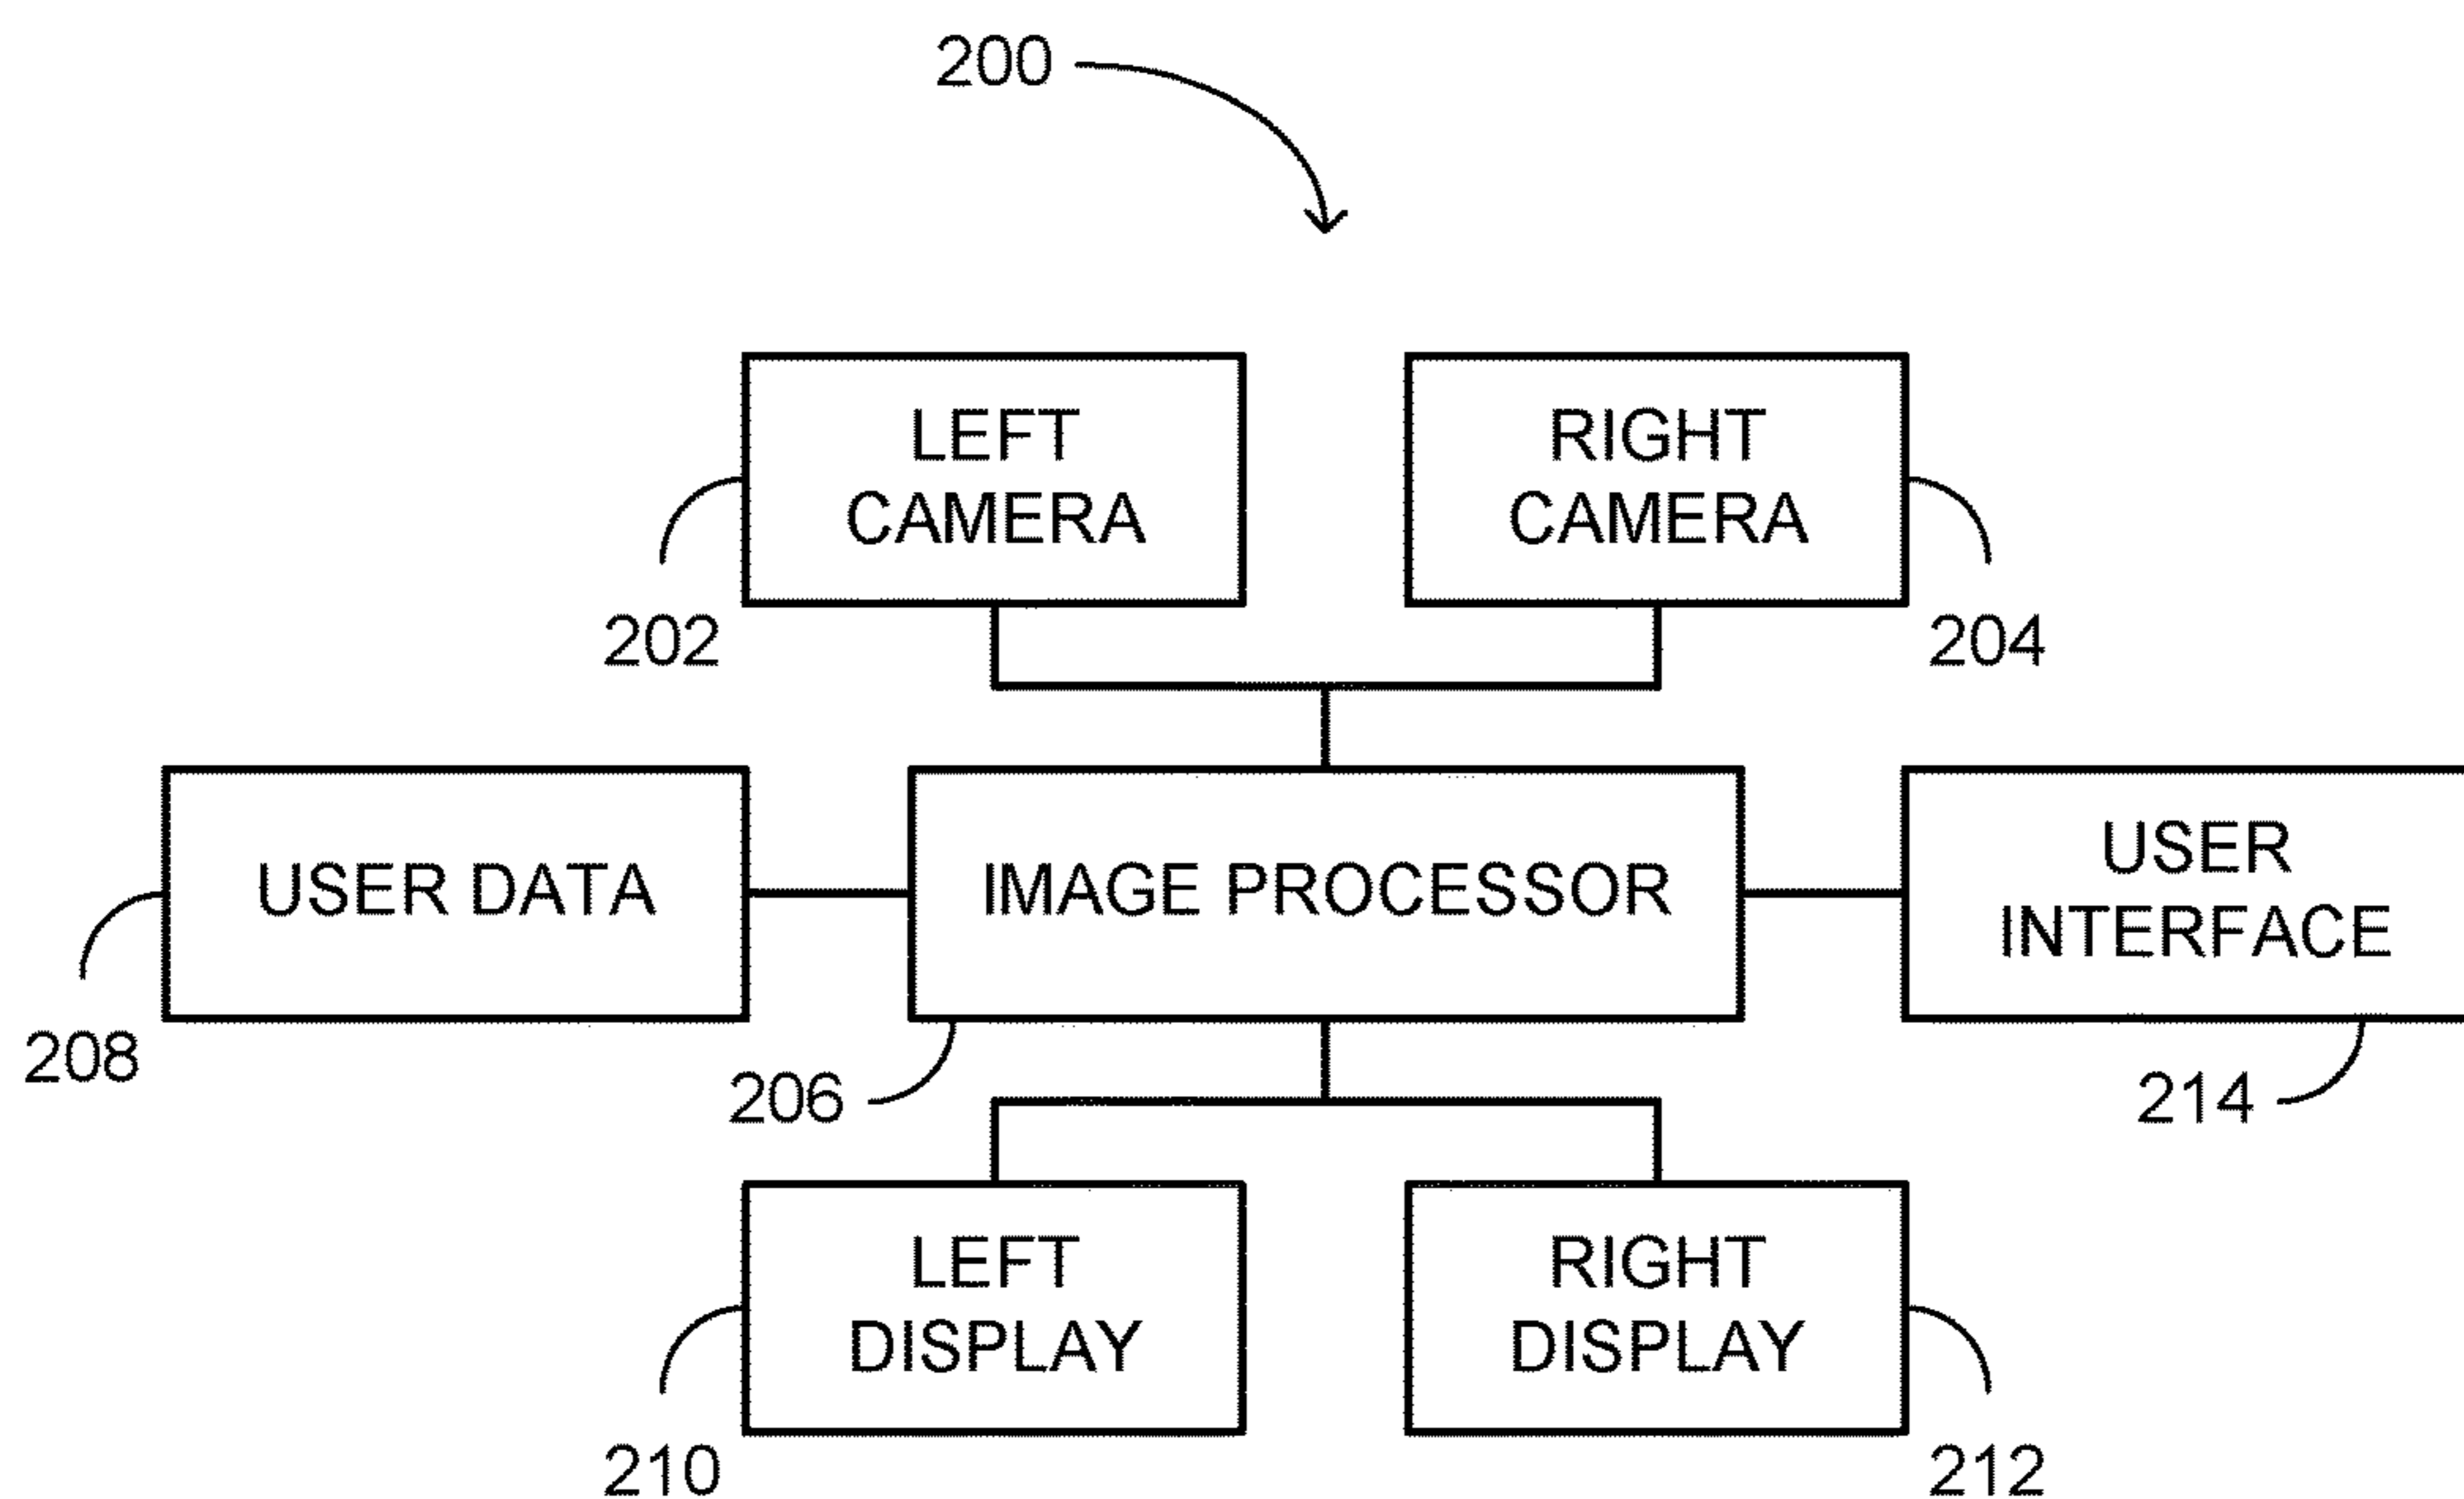 200
LEFT
CAMERA
RIGHT
CAMERA
202
204
USER DATA
IMAGE PROCESSOR
USER
INTERFACE
208
206
214
LEFT
DISPLAY
RIGHT
DISPLAY
210
212